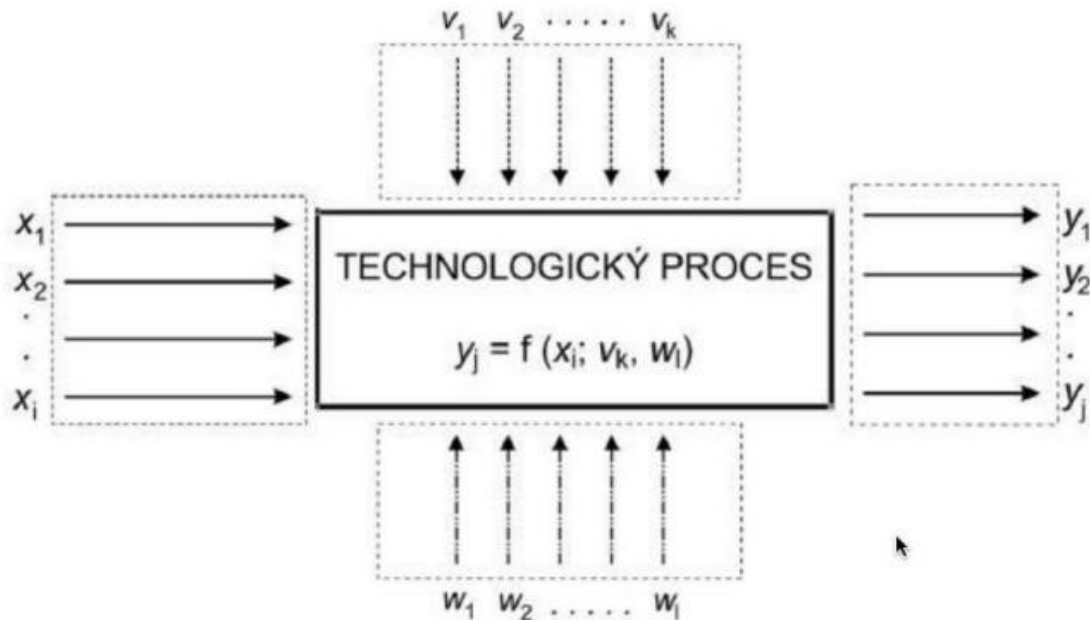 v1 v2 ..... vk
x1
x2
.
.
xi
TECHNOLOGICKÝ PROCES
yj = f (xi; vk, wl)
y1
y2
.
.
yj
w1 w2 ..... wl